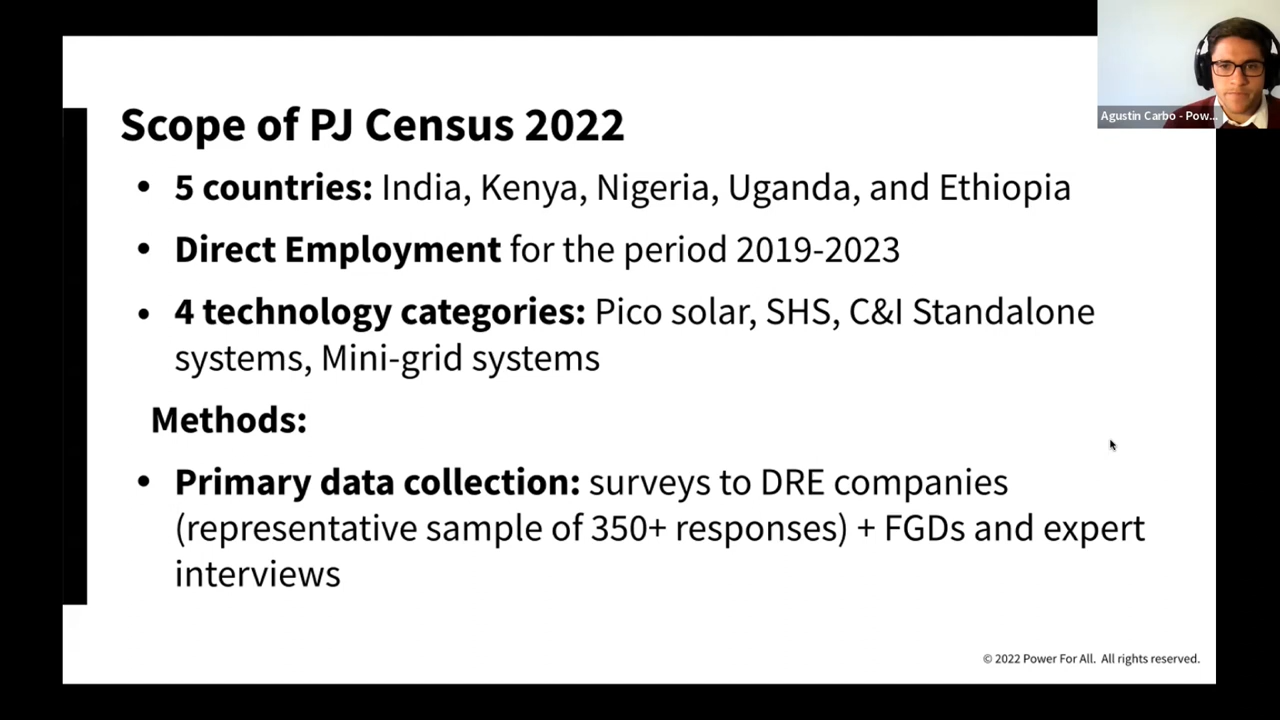 Scope of PJ Census 2022
• 5 countries: India, Kenya, Nigeria, Uganda, and Ethiopia
• Direct Employment for the period 2019-2023
• 4 technology categories: Pico solar, SHS, C&I Standalone
systems, Mini-grid systems
Methods:
• Primary data collection: surveys to DRE companies
(representative sample of 350+ responses) + FGDs and expert
interviews
© 2022 Power For All. All rights reserved.
Agustin Carbo - Pow...